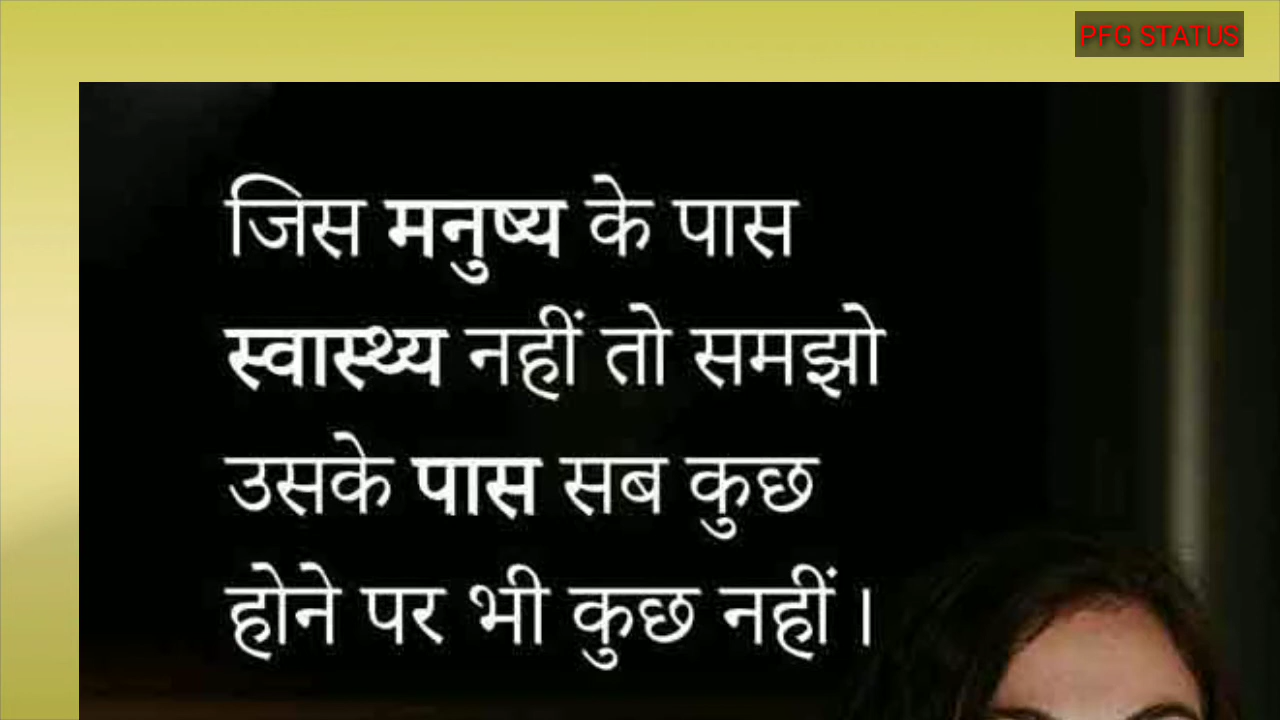 PFG STATUS
जिस मनुष्य के पास
स्वास्थ्य नहीं तो समझो
उसके पास सब कुछ
होने पर भी कुछ नहीं।